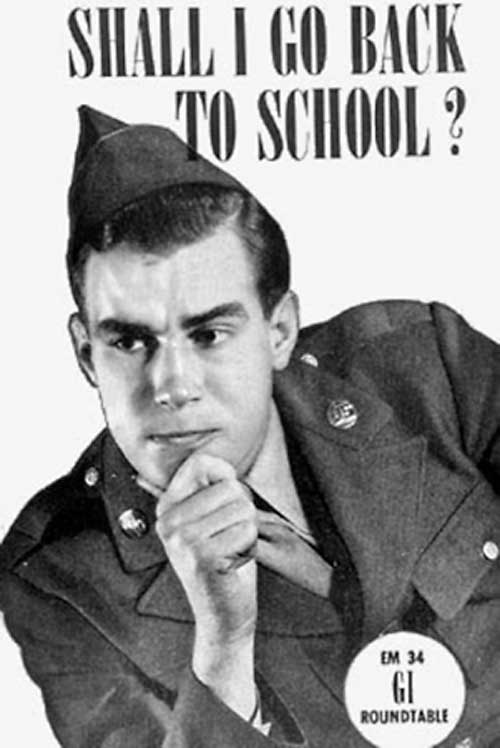 SHALL I GO BACK
TO SCHOOL?
EM 34
GI
ROUNDTABLE